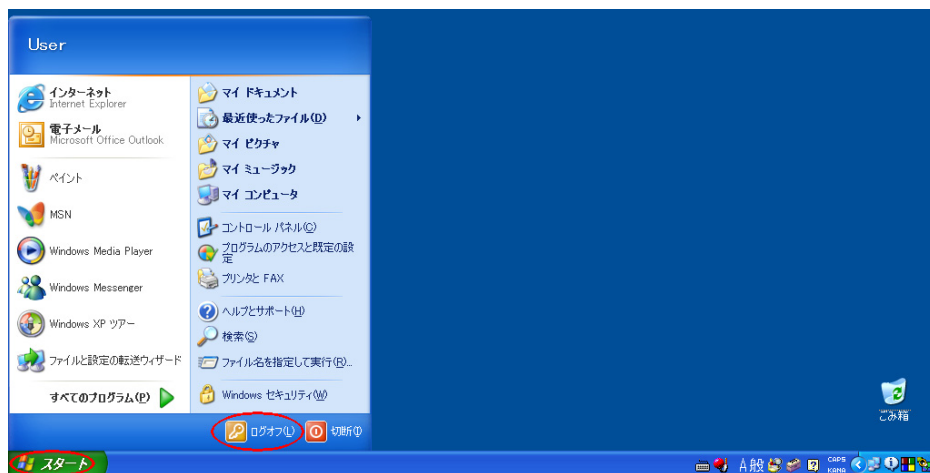 User
インターネット
Internet Explorer
電子メール
Microsoft Office Outlook
ペイント
MSN
Windows Media Player
Windows Messenger
Windows XP ツアー
ファイルと設定の転送ウィザード
すべてのプログラム(P)
マイ ドキュメント
最近使ったファイル(D)
マイ ピクチャ
マイ ミュージック
マイ コンピュータ
コントロール パネル(C)
プログラムのアクセスと既定の設
定
プリンタと FAX
ヘルプとサポート(H)
検索(S)
ファイル名を指定して実行(R)...
Windows セキュリティ(W)
ログオフ(L)
切断(I)
ごみ箱
スタート
A 般
CAPS
KANA